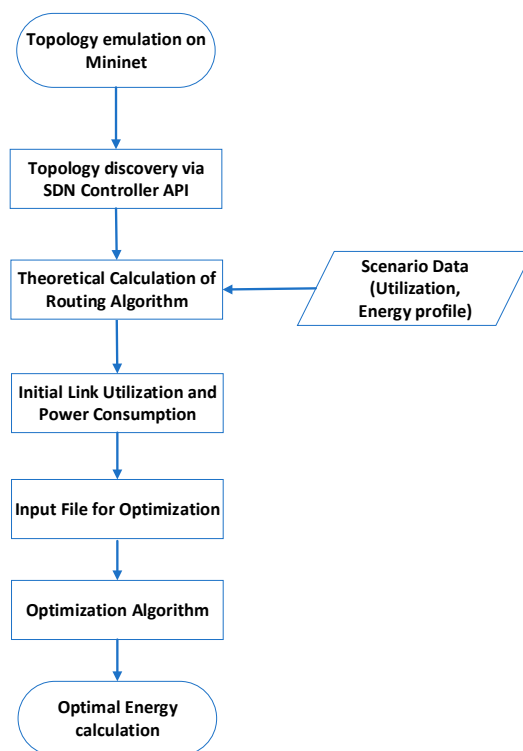 Topology emulation on
Mininet
Topology discovery via
SDN Controller API
Theoretical Calculation of
Routing Algorithm
Scenario Data
(Utilization,
Energy profile)
Initial Link Utilization and
Power Consumption
Input File for Optimization
Optimization Algorithm
Optimal Energy
calculation